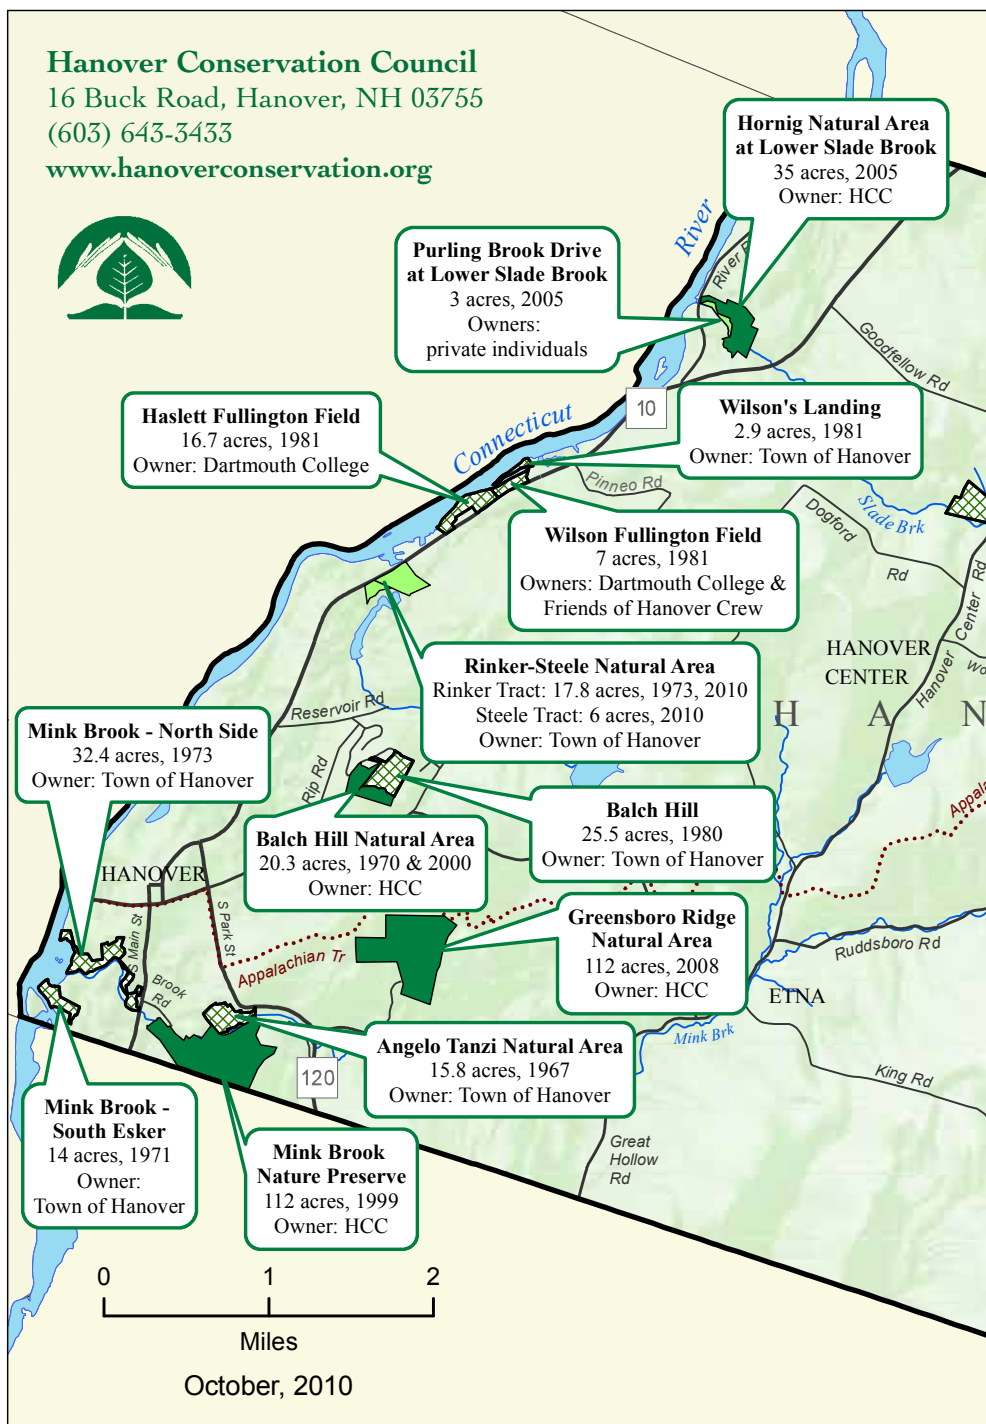 Hanover Conservation Council
16 Buck Road, Hanover, NH 03755
(603) 643-3433
www.hanoverconservation.org
Hornig Natural Area
at Lower Slade Brook
35 acres, 2005
Owner: HCC
River
Purling Brook Drive
at Lower Slade Brook
3 acres, 2005
Owners:
private individuals
River
Goodfellow Rd
10
Connecticut
Haslett Fullington Field
16.7 acres, 1981
Owner: Dartmouth College
Wilson's Landing
2.9 acres, 1981
Owner: Town of Hanover
Pinneo Rd
Slade Brk
Dogford
Rd
Wilson Fullington Field
7 acres, 1981
Owners: Dartmouth College &
Friends of Hanover Crew
Hanover Center Rd
HANOVER
CENTER
Rinker-Steele Natural Area
Rinker Tract: 17.8 acres, 1973, 2010
Steele Tract: 6 acres, 2010
Owner: Town of Hanover
H A N
Reservoir Rd
Mink Brook - North Side
32.4 acres, 1973
Owner: Town of Hanover
Rip Rd
Balch Hill
25.5 acres, 1980
Owner: Town of Hanover
Balch Hill Natural Area
20.3 acres, 1970 & 2000
Owner: HCC
HANOVER
S Park St
S Main St
Appalachian Tr
Greensboro Ridge
Natural Area
112 acres, 2008
Owner: HCC
Ruddsboro Rd
Brook
Rd
ETNA
Mink Brk
Angelo Tanzi Natural Area
15.8 acres, 1967
Owner: Town of Hanover
120
King Rd
Mink Brook -
South Esker
14 acres, 1971
Owner:
Town of Hanover
Mink Brook
Nature Preserve
112 acres, 1999
Owner: HCC
Great
Hollow
Rd
0 1 2
Miles
October, 2010